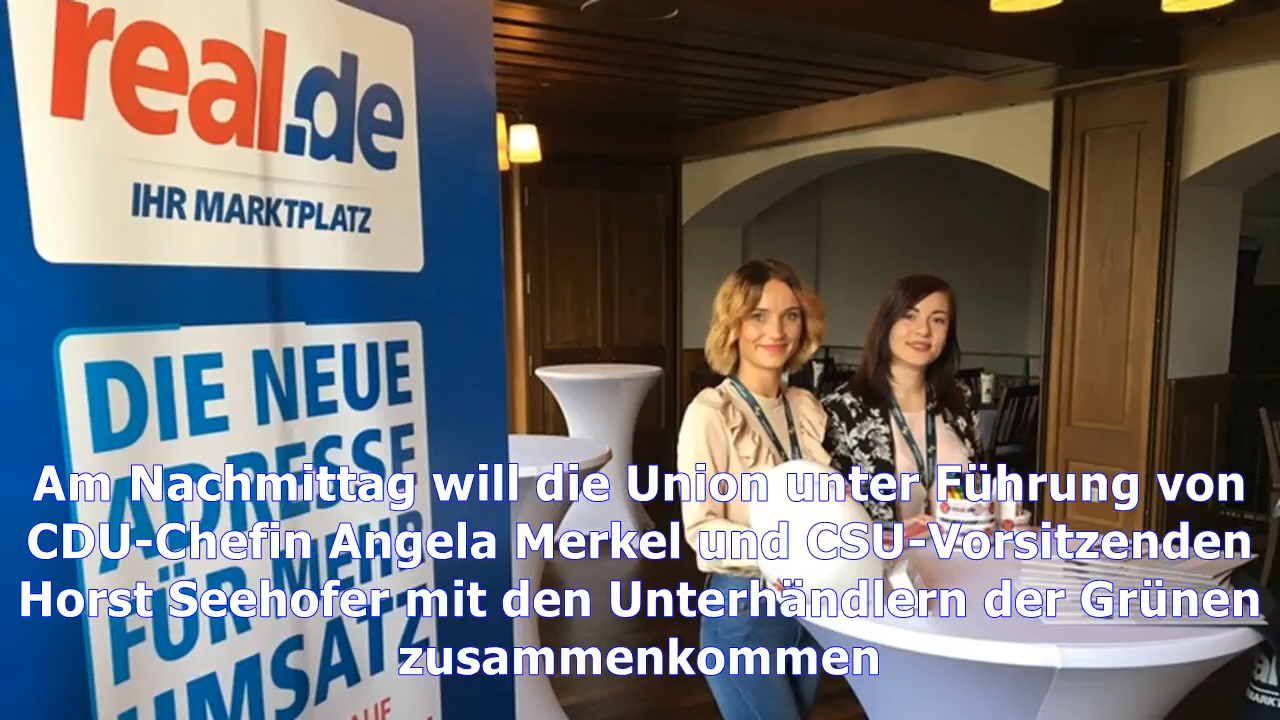 real.de
IHR MARKTPLATZ
DIE NEUE
ADRESSE
FÜR MEHR
UMSATZ
AUF
Am Nachmittag will die Union unter Führung von
CDU-Chefin Angela Merkel und CSU-Vorsitzenden
Horst Seehofer mit den Unterhändlern der Grünen
zusammenkommen